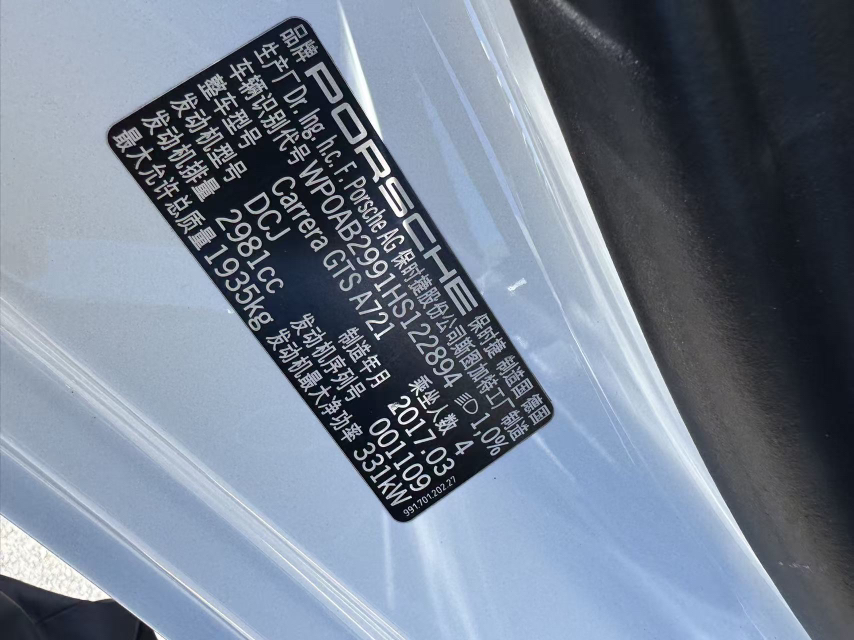 品牌 PORSCHE 保时捷 制造国 德国
生产厂 Dr. Ing. h.c. F. Porsche AG 保时捷股份公司斯图加特工厂 制造
车辆识别代号 WP0AB2991HS122894 1,0%
整车型号 Carrera GTS A721 乘坐人数 4
发动机型号 DCJ 制造年月 2017.03
发动机排量 2981cc 发动机序列号 001109
最大允许总质量 1935kg 发动机最大净功率 331kW
991.701.202.27